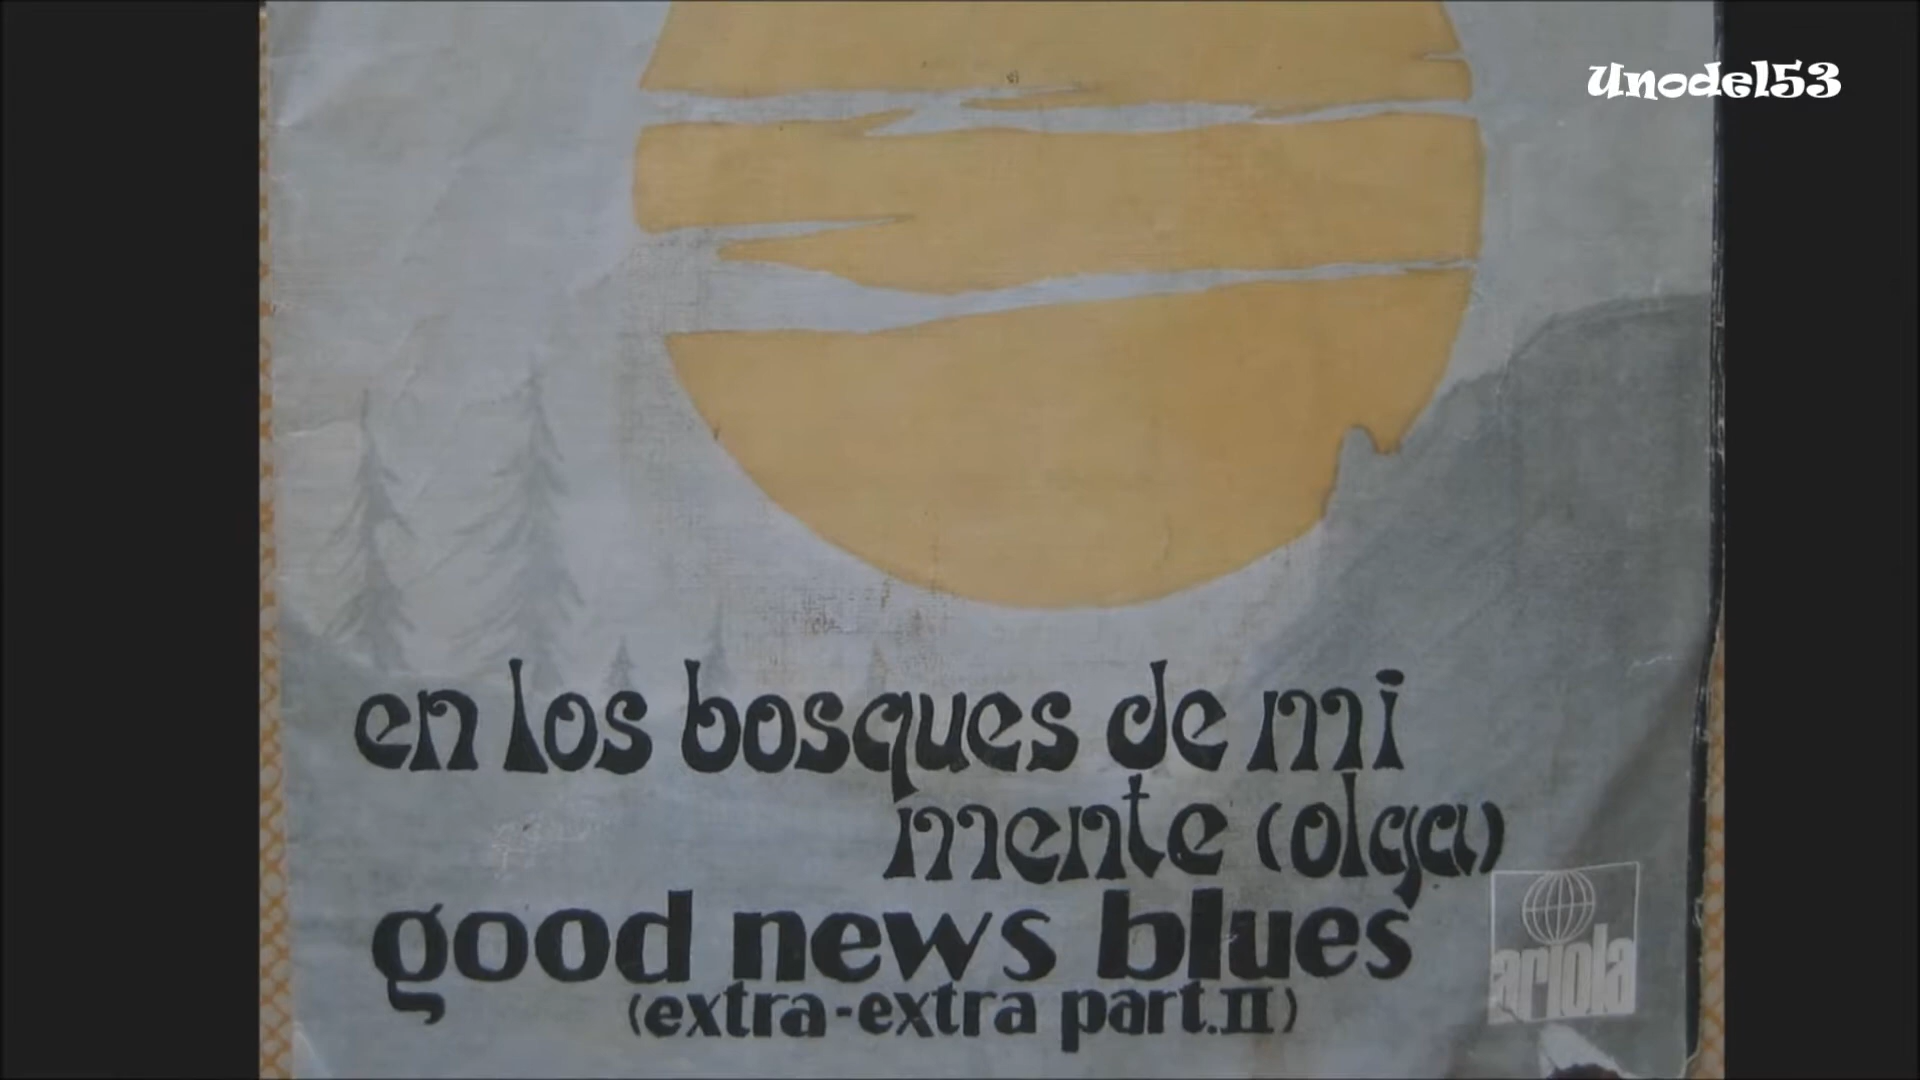 Unodel53
en los bosques de mi
mente (olga)
good news blues
(extra-extra part.II)
ariola